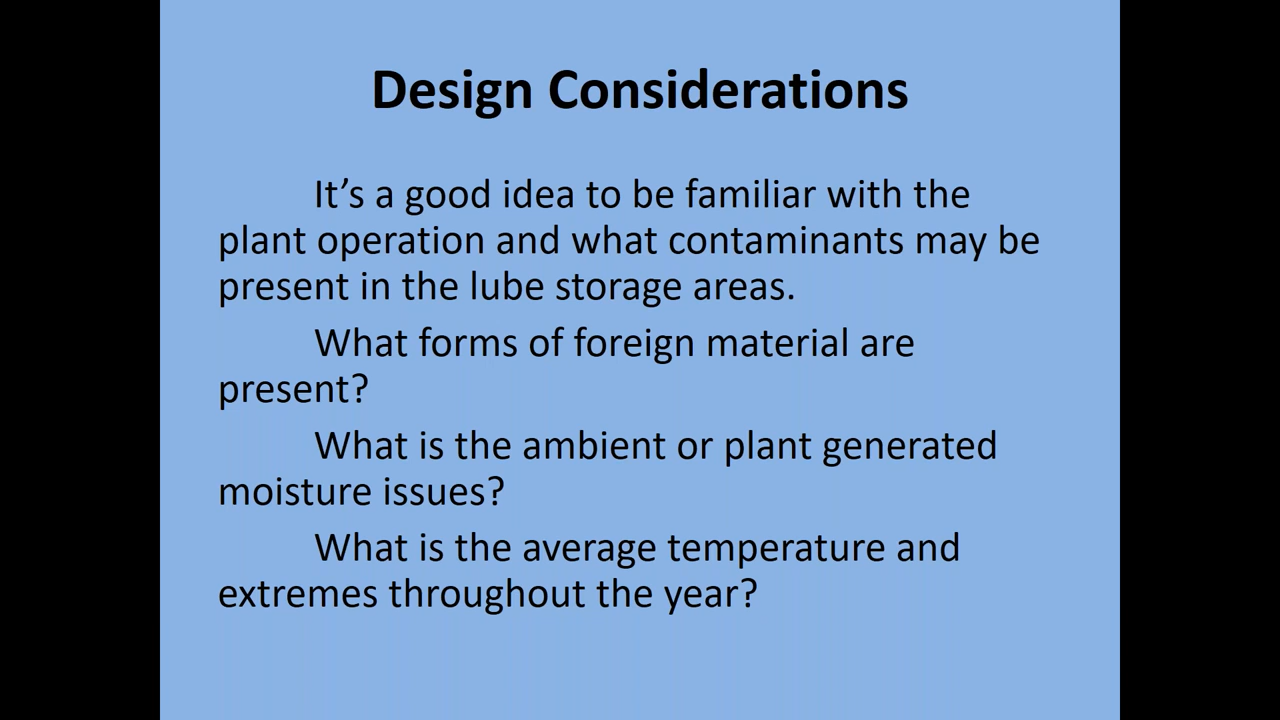 Design Considerations
It’s a good idea to be familiar with the
plant operation and what contaminants may be
present in the lube storage areas.
What forms of foreign material are
present?
What is the ambient or plant generated
moisture issues?
What is the average temperature and
extremes throughout the year?